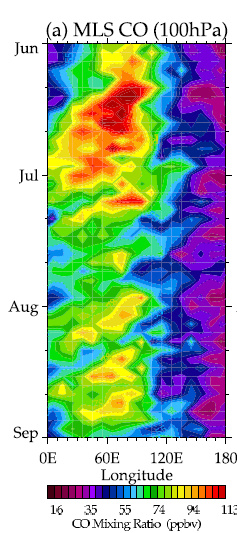 (a) MLS CO (100hPa)
Jun
Jul
Aug
Sep
0E 60E 120E 180
Longitude
16 35 55 74 94 113
CO Mixing Ratio (ppbv)